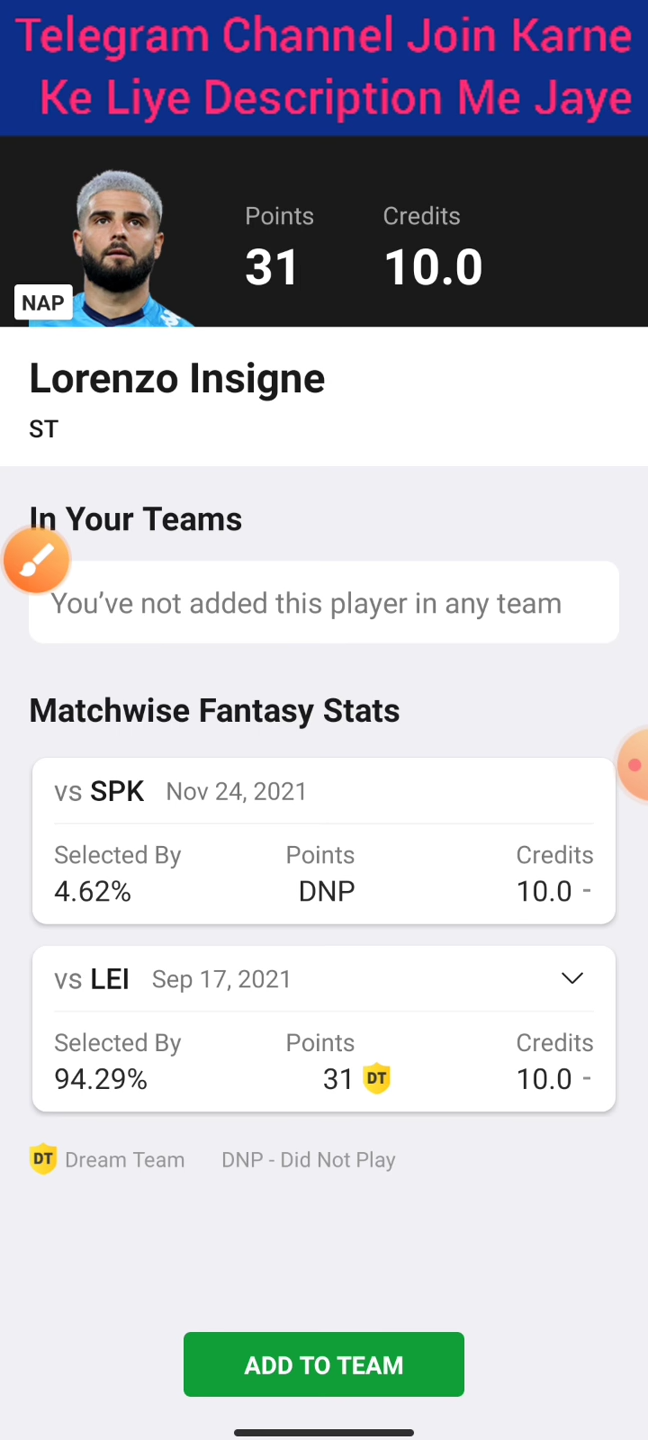 Telegram Channel Join Karne
Ke Liye Description Me Jaye
Points Credits
31 10.0
NAP
Lorenzo Insigne
ST
In Your Teams
You've not added this player in any team
Matchwise Fantasy Stats
vs SPK Nov 24, 2021
Selected By Points Credits
4.62% DNP 10.0 -
vs LEI Sep 17, 2021
Selected By Points Credits
94.29% 31 DT 10.0 -
DT Dream Team DNP - Did Not Play
ADD TO TEAM